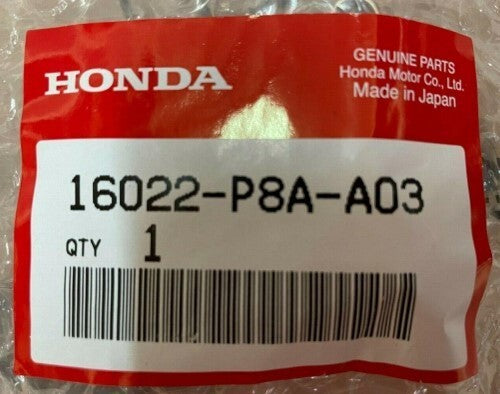 HONDA
GENUINE PARTS
Honda Motor Co., Ltd.
Made in Japan
16022-P8A-A03
QTY 1